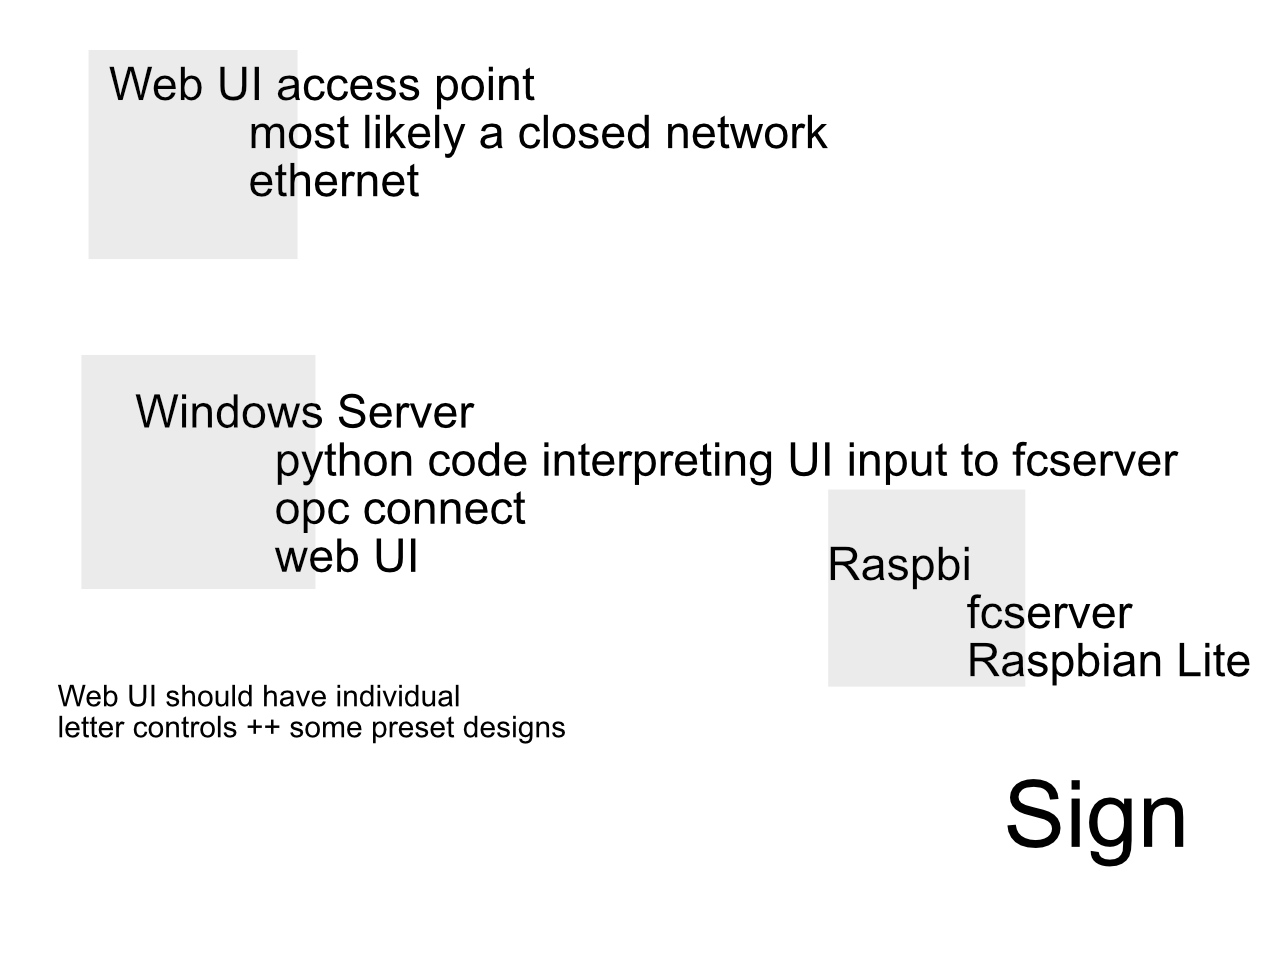 Web UI access point
most likely a closed network
ethernet
Windows Server
python code interpreting UI input to fcserver
opc connect
web UI
Raspbi
fcserver
Raspbian Lite
Web UI should have individual
letter controls ++ some preset designs
Sign